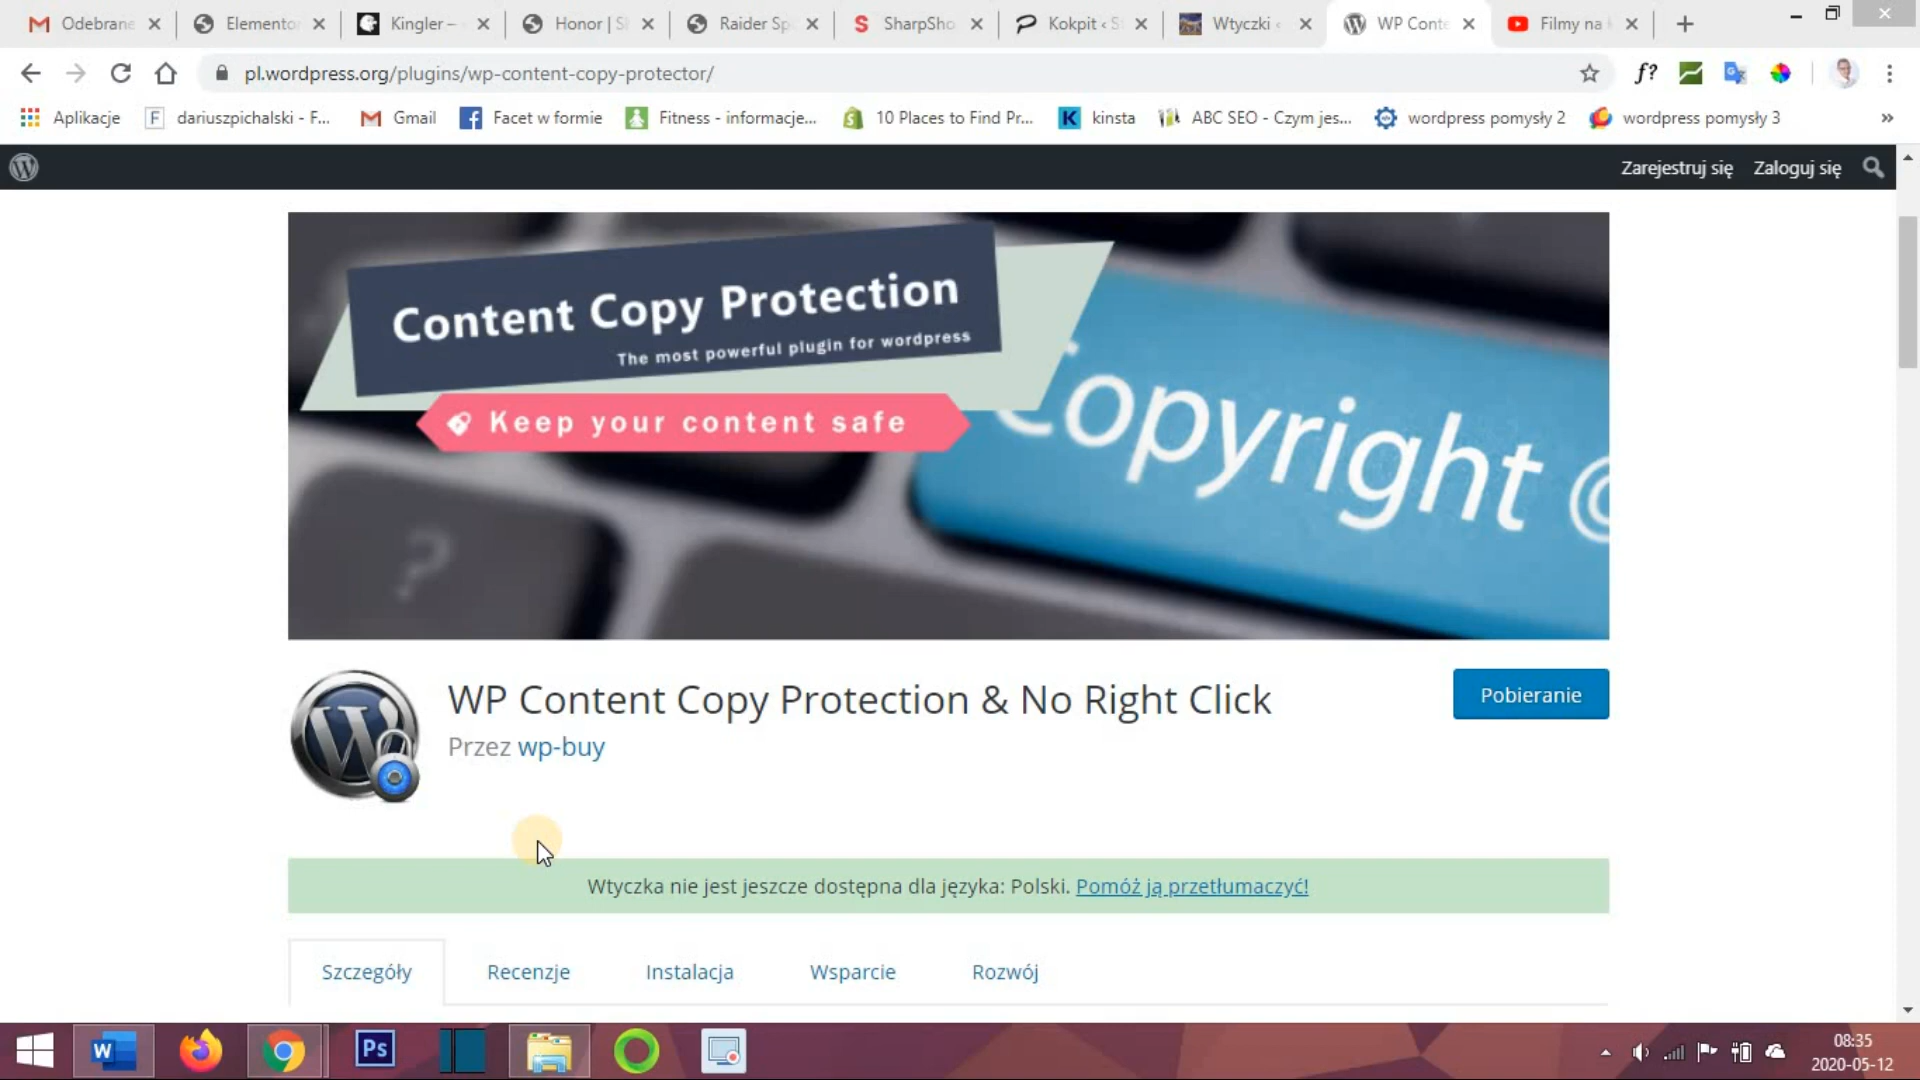 Odebrane
Elementor
Kingler –
Honor | S
Raider Sp
SharpSho
Kokpit ‹ S
Wtyczki ‹
WP Conte
Filmy na k
pl.wordpress.org/plugins/wp-content-copy-protector/
f?
Aplikacje
F dariuszpichalski - F...
Gmail
Facet w formie
Fitness - informacje...
10 Places to Find Pr...
K kinsta
ABC SEO - Czym jes...
wordpress pomysły 2
wordpress pomysły 3
»
Zarejestruj się
Zaloguj się
Content Copy Protection
The most powerful plugin for wordpress
Keep your content safe
Copyright ©
?
WP Content Copy Protection & No Right Click
Pobieranie
Przez wp-buy
Wtyczka nie jest jeszcze dostępna dla języka: Polski. Pomóż ją przetłumaczyć!
Szczegóły
Recenzje
Instalacja
Wsparcie
Rozwój
W
Ps
08:35
2020-05-12